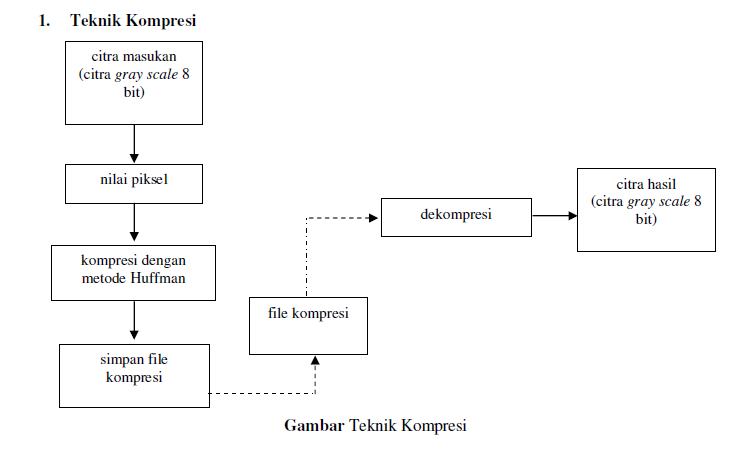 1. Teknik Kompresi
citra masukan
(citra gray scale 8
bit)
nilai piksel
kompresi dengan
metode Huffman
simpan file
kompresi
file kompresi
dekompresi
citra hasil
(citra gray scale 8
bit)
Gambar Teknik Kompresi